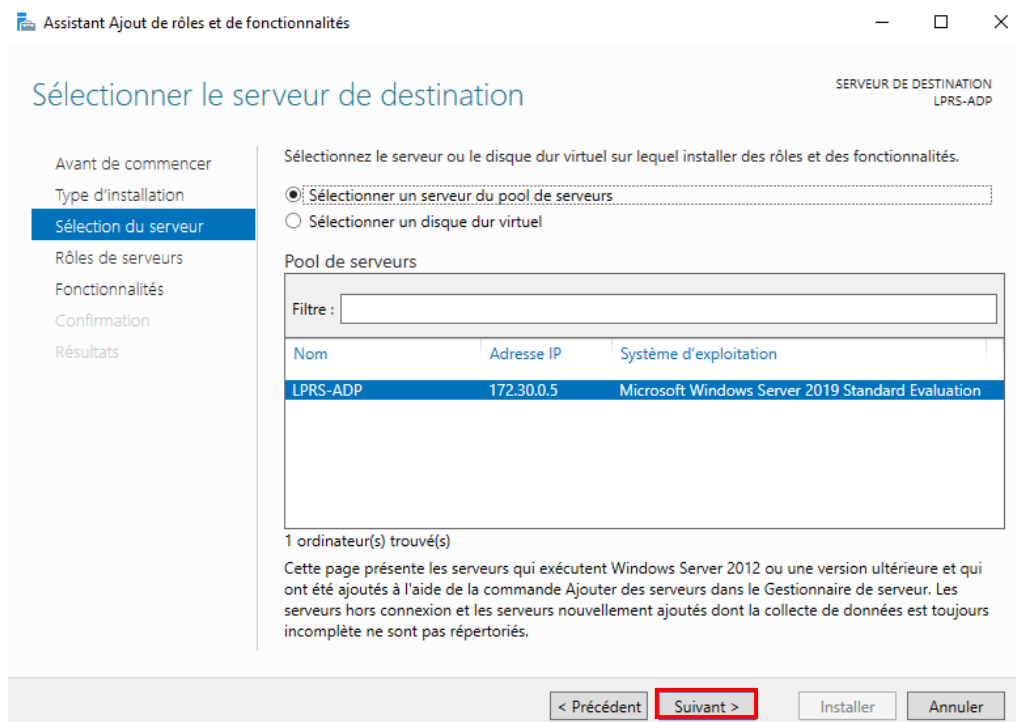 Assistant Ajout de rôles et de fonctionnalités
Sélectionner le serveur de destination
SERVEUR DE DESTINATION
LPRS-ADP
Avant de commencer
Type d'installation
Sélection du serveur
Rôles de serveurs
Fonctionnalités
Confirmation
Résultats
Sélectionnez le serveur ou le disque dur virtuel sur lequel installer des rôles et des fonctionnalités.
Sélectionner un serveur du pool de serveurs
Sélectionner un disque dur virtuel
Pool de serveurs
Filtre :
Nom Adresse IP Système d'exploitation
LPRS-ADP 172.30.0.5 Microsoft Windows Server 2019 Standard Evaluation
1 ordinateur(s) trouvé(s)
Cette page présente les serveurs qui exécutent Windows Server 2012 ou une version ultérieure et qui
ont été ajoutés à l'aide de la commande Ajouter des serveurs dans le Gestionnaire de serveur. Les
serveurs hors connexion et les serveurs nouvellement ajoutés dont la collecte de données est toujours
incomplète ne sont pas répertoriés.
< Précédent Suivant > Installer Annuler